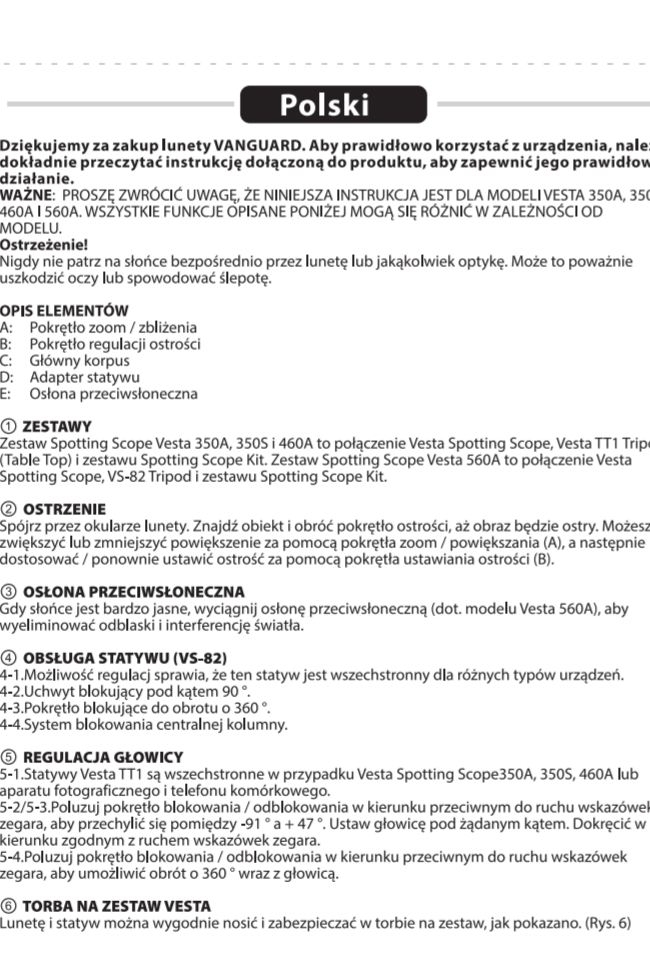 Polski
Dziękujemy za zakup lunety VANGUARD. Aby prawidłowo korzystać z urządzenia, nale
dokładnie przeczytać instrukcję dołączoną do produktu, aby zapewnić jego prawidłow
działanie.
WAŻNE: PROSZĘ ZWRÓCIĆ UWAGĘ, ŻE NINIEJSZA INSTRUKCJA JEST DLA MODELI VESTA 350A, 350
460A I 560A. WSZYSTKIE FUNKCJE OPISANE PONIŻEJ MOGĄ SIĘ RÓŻNIĆ W ZALEŻNOŚCI OD
MODELU.
Ostrzeżenie!
Nigdy nie patrz na słońce bezpośrednio przez lunetę lub jakąkolwiek optykę. Może to poważnie
uszkodzić oczy lub spowodować ślepotę.
OPIS ELEMENTÓW
A: Pokrętło zoom / zbliżenia
B: Pokrętło regulacji ostrości
C: Główny korpus
D: Adapter statywu
E: Osłona przeciwsłoneczna
① ZESTAWY
Zestaw Spotting Scope Vesta 350A, 350S i 460A to połączenie Vesta Spotting Scope, Vesta TT1 Tripo
(Table Top) i zestawu Spotting Scope Kit. Zestaw Spotting Scope Vesta 560A to połączenie Vesta
Spotting Scope, VS-82 Tripod i zestawu Spotting Scope Kit.
② OSTRZENIE
Spójrz przez okularze lunety. Znajdź obiekt i obróć pokrętło ostrości, aż obraz będzie ostry. Możesz
zwiększyć lub zmniejszyć powiększenie za pomocą pokrętła zoom / powiększania (A), a następnie
dostosować / ponownie ustawić ostrość za pomocą pokrętła ustawiania ostrości (B).
③ OSŁONA PRZECIWSŁONECZNA
Gdy słońce jest bardzo jasne, wyciągnij osłonę przeciwsłoneczną (dot. modelu Vesta 560A), aby
wyeliminować odblaski i interferencję światła.
④ OBSŁUGA STATYWU (VS-82)
4-1.Możliwość regulacj sprawia, że ten statyw jest wszechstronny dla różnych typów urządzeń.
4-2.Uchwyt blokujący pod kątem 90 °.
4-3.Pokrętło blokujące do obrotu o 360 °.
4-4.System blokowania centralnej kolumny.
⑤ REGULACJA GŁOWICY
5-1.Statywy Vesta TT1 są wszechstronne w przypadku Vesta Spotting Scope350A, 350S, 460A lub
aparatu fotograficznego i telefonu komórkowego.
5-2/5-3.Poluzuj pokrętło blokowania / odblokowania w kierunku przeciwnym do ruchu wskazówek
zegara, aby przechylić się pomiędzy -91 ° a + 47 °. Ustaw głowicę pod żądanym kątem. Dokręcić w
kierunku zgodnym z ruchem wskazówek zegara.
5-4.Poluzuj pokrętło blokowania / odblokowania w kierunku przeciwnym do ruchu wskazówek
zegara, aby umożliwić obrót o 360 ° wraz z głowicą.
⑥ TORBA NA ZESTAW VESTA
Lunetę i statyw można wygodnie nosić i zabezpieczać w torbie na zestaw, jak pokazano. (Rys. 6)